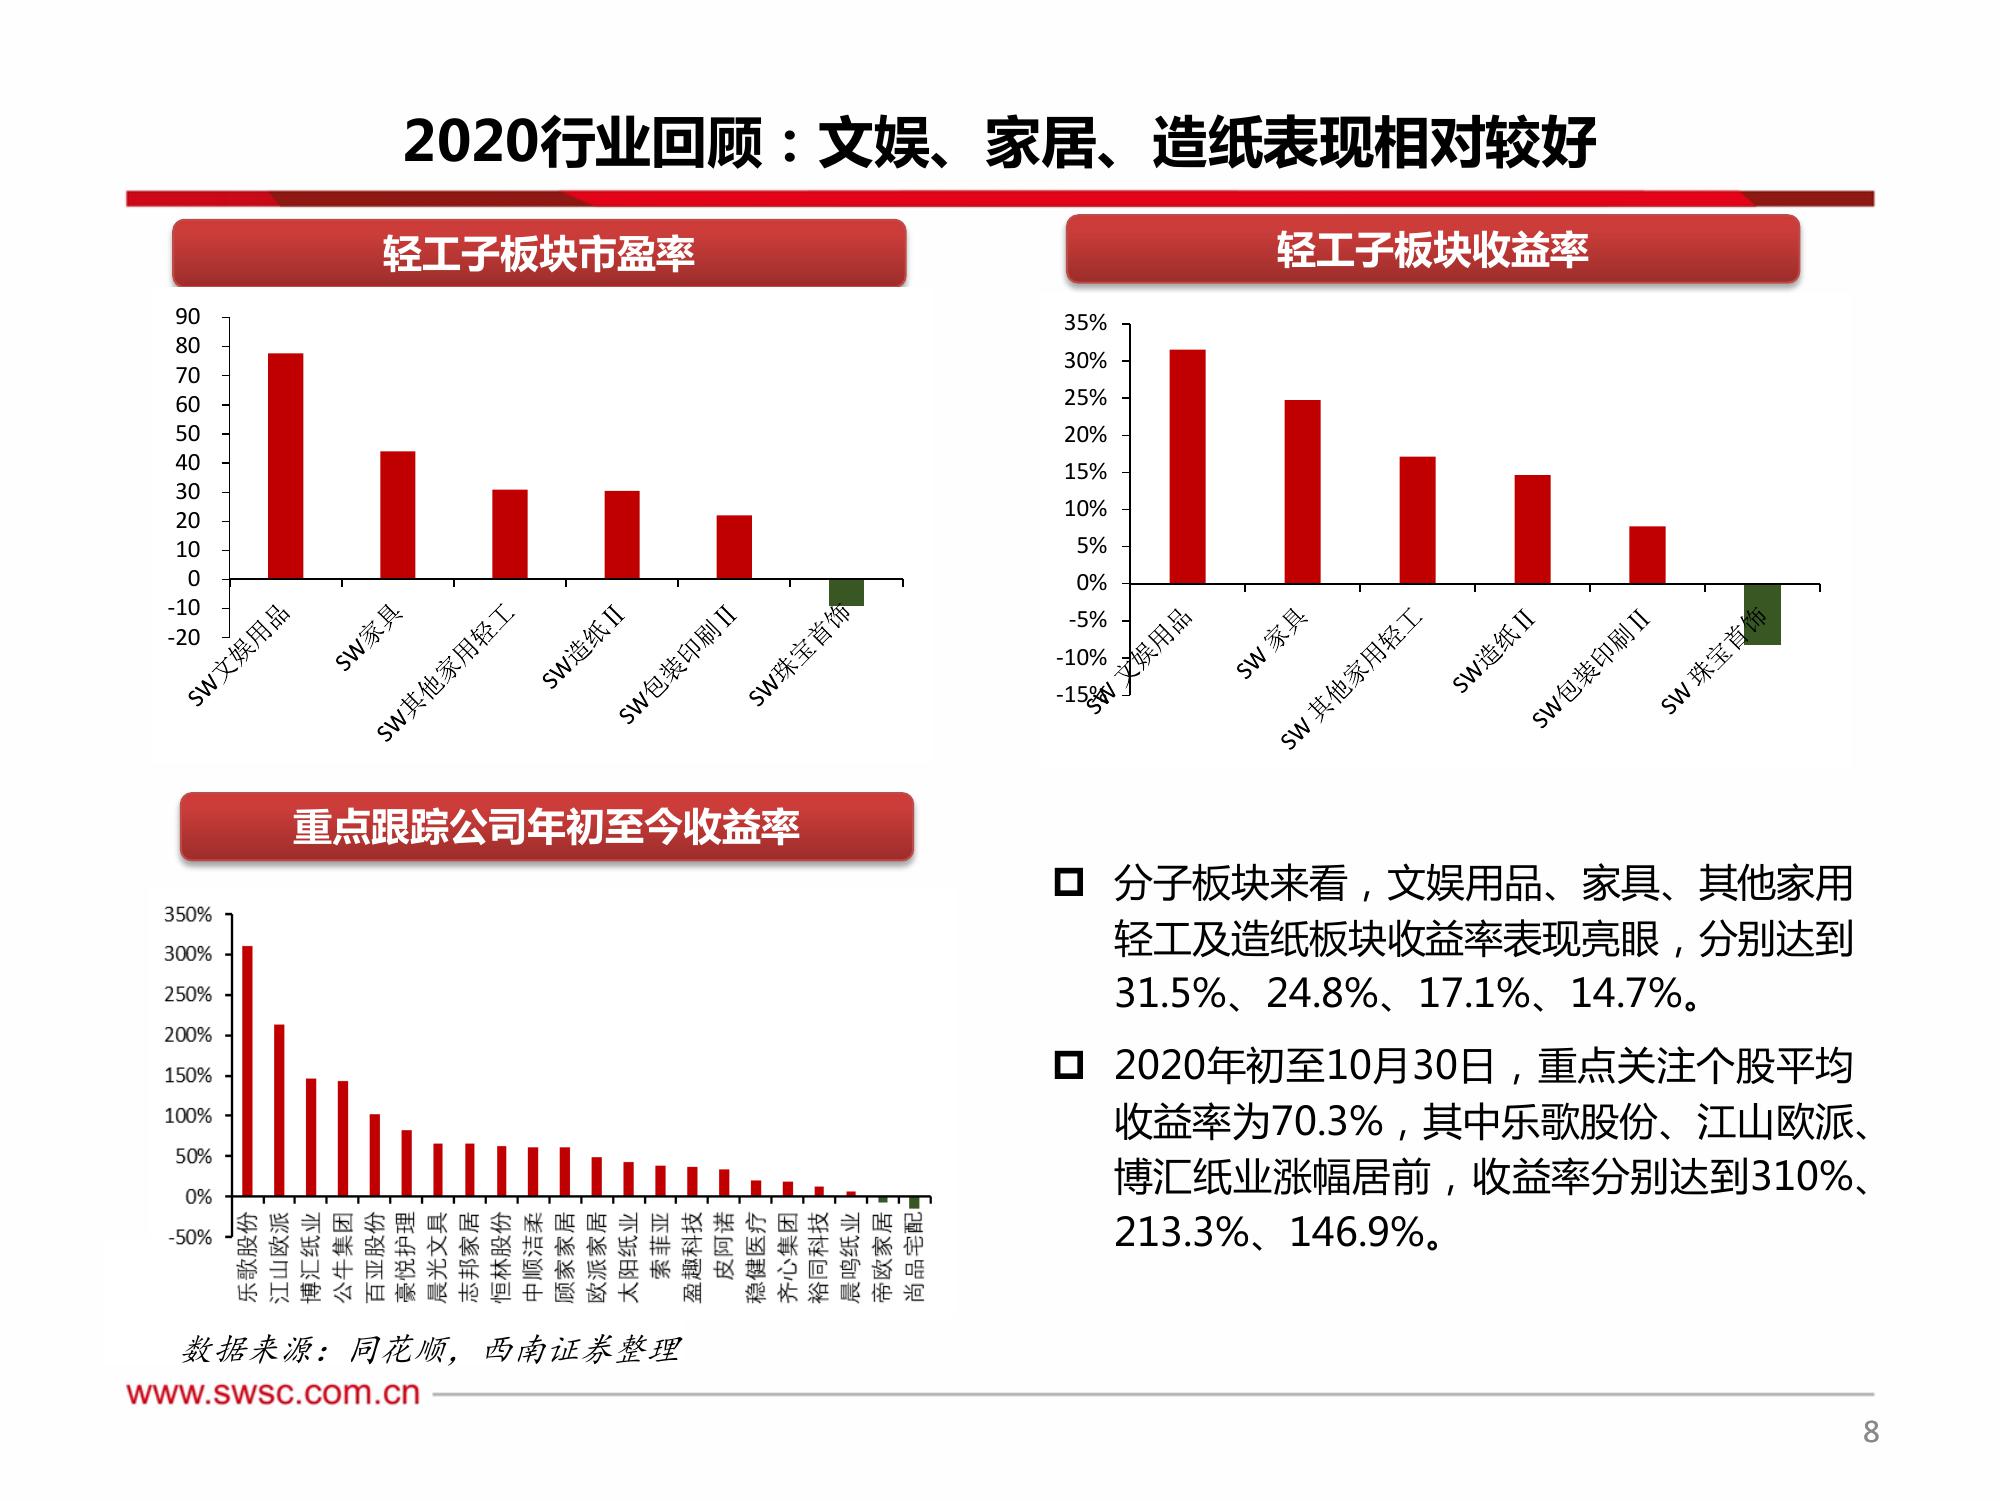 2020行业回顾：文娱、家居、造纸表现相对较好
轻工子板块市盈率
90
80
70
60
50
40
30
20
10
0
-10
-20
SW文娱用品
SW家具
SW其他家用轻工
SW造纸Ⅱ
SW包装印刷Ⅱ
SW珠宝首饰
轻工子板块收益率
35%
30%
25%
20%
15%
10%
5%
0%
-5%
-10%
-15%
SW 文娱用品
SW 家具
SW 其他家用轻工
SW造纸Ⅱ
SW包装印刷Ⅱ
SW 珠宝首饰
重点跟踪公司年初至今收益率
350%
300%
250%
200%
150%
100%
50%
0%
-50%
乐歌股份
江山欧派
博汇纸业
公牛集团
百亚股份
豪悦护理
晨光文具
志邦家居
恒林股份
中顺洁柔
顾家家居
欧派家居
太阳纸业
索菲亚
盈趣科技
皮阿诺
稳健医疗
齐心集团
裕同科技
晨鸣纸业
帝欧家居
尚品宅配
分子板块来看，文娱用品、家具、其他家用
轻工及造纸板块收益率表现亮眼，分别达到
31.5%、24.8%、17.1%、14.7%。
2020年初至10月30日，重点关注个股平均
收益率为70.3%，其中乐歌股份、江山欧派、
博汇纸业涨幅居前，收益率分别达到310%、
213.3%、146.9%。
数据来源：同花顺，西南证券整理
www.swsc.com.cn
8